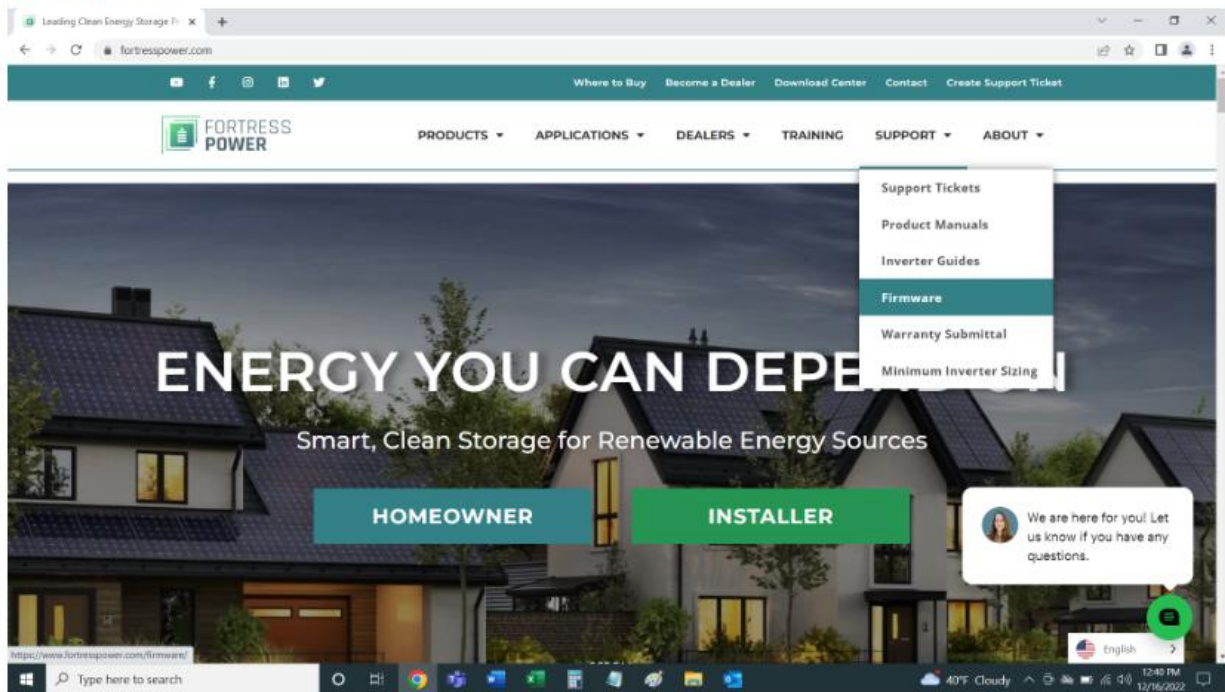 Leading Clean Energy Storage P
fortresspower.com
Where to Buy Become a Dealer Download Center Contact Create Support Ticket
FORTRESS
POWER
PRODUCTS APPLICATIONS DEALERS TRAINING SUPPORT ABOUT
Support Tickets
Product Manuals
Inverter Guides
Firmware
Warranty Submittal
Minimum Inverter Sizing
ENERGY YOU CAN DEPE N
Smart, Clean Storage for Renewable Energy Sources
HOMEOWNER INSTALLER
We are here for you! Let
us know if you have any
questions.
English
https://www.fortresspower.com/firmware/
Type here to search
40°F Cloudy
12:40 PM
12/16/2022